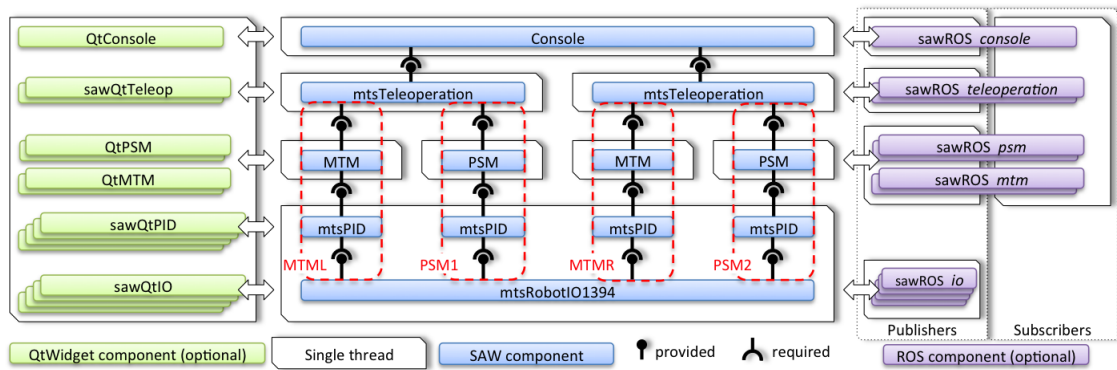 QtConsole
Console
sawROS console
sawQtTeleop
mtsTeleoperation
mtsTeleoperation
sawROS teleoperation
QtPSM
MTM
PSM
MTM
PSM
sawROS psm
QtMTM
sawROS mtm
sawQtPID
mtsPID
mtsPID
mtsPID
mtsPID
MTML
PSM1
MTMR
PSM2
sawQtIO
mtsRobotIO1394
sawROS io
Publishers
Subscribers
QtWidget component (optional)
Single thread
SAW component
provided
required
ROS component (optional)